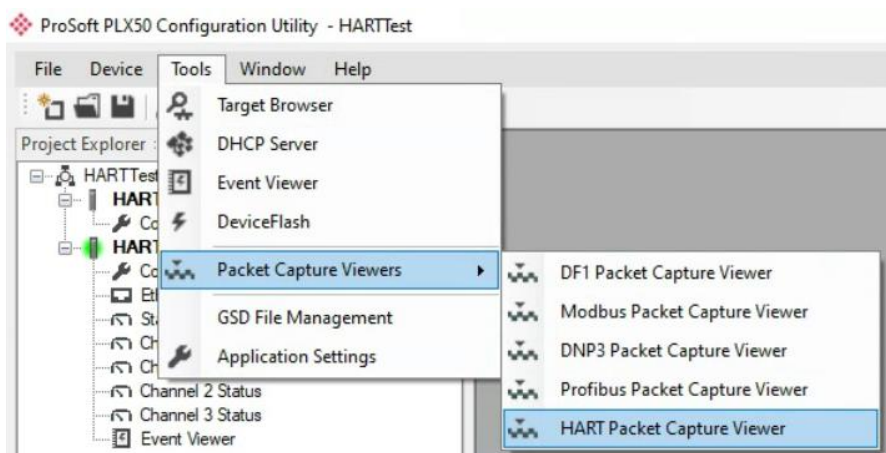 ProSoft PLX50 Configuration Utility - HARTTest
File Device Tools Window Help
Project Explorer
HARTTest
HART
HART
Target Browser
DHCP Server
Event Viewer
DeviceFlash
Packet Capture Viewers
GSD File Management
Application Settings
DF1 Packet Capture Viewer
Modbus Packet Capture Viewer
DNP3 Packet Capture Viewer
Profibus Packet Capture Viewer
HART Packet Capture Viewer
Channel 2 Status
Channel 3 Status
Event Viewer